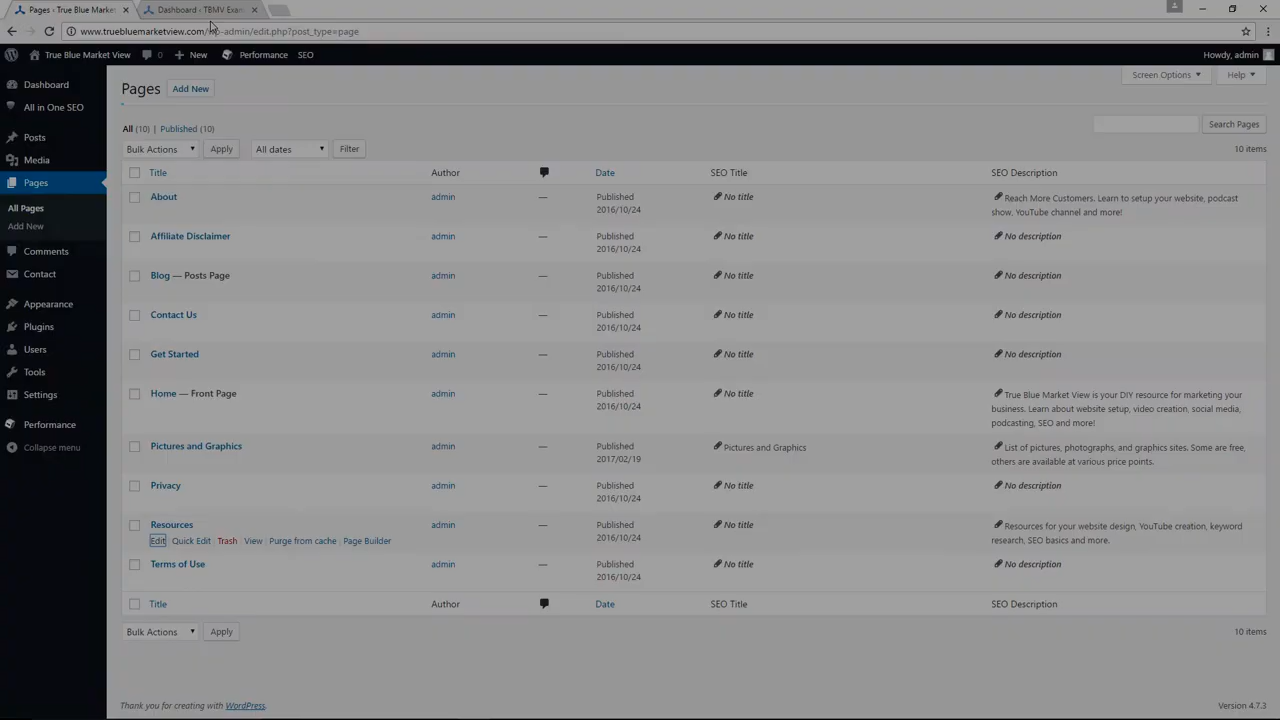 Pages ‹ True Blue Market
Dashboard ‹ TBMV Exam
www.truebluemarketview.com/wp-admin/edit.php?post_type=page
True Blue Market View 0 New Performance SEO Howdy, admin
Screen Options Help
Pages Add New
All (10) | Published (10)
Search Pages
Bulk Actions Apply All dates Filter 10 items
Title Author Date SEO Title SEO Description
About admin — Published 2016/10/24 No title Reach More Customers. Learn to setup your website, podcast
show, YouTube channel and more!
Affiliate Disclaimer admin — Published 2016/10/24 No title No description
Blog — Posts Page admin — Published 2016/10/24 No title No description
Contact Us admin — Published 2016/10/24 No title No description
Get Started admin — Published 2016/10/24 No title No description
Home — Front Page admin — Published 2016/10/24 No title True Blue Market View is your DIY resource for marketing your
business. Learn about website setup, video creation, social media,
podcasting, SEO and more!
Pictures and Graphics admin — Published 2017/02/19 Pictures and Graphics List of pictures, photographs, and graphics sites. Some are free,
others are available at various price points.
Privacy admin — Published 2016/10/24 No title No description
Resources admin — Published 2016/10/24 No title Resources for your website design, YouTube creation, keyword
research, SEO basics and more.
Edit | Quick Edit | Trash | View | Purge from cache | Page Builder
Terms of Use admin — Published 2016/10/24 No title No description
Title Author Date SEO Title SEO Description
Bulk Actions Apply 10 items
Dashboard
All in One SEO
Posts
Media
Pages
All Pages
Add New
Comments
Contact
Appearance
Plugins
Users
Tools
Settings
Performance
Collapse menu
Thank you for creating with WordPress. Version 4.7.3